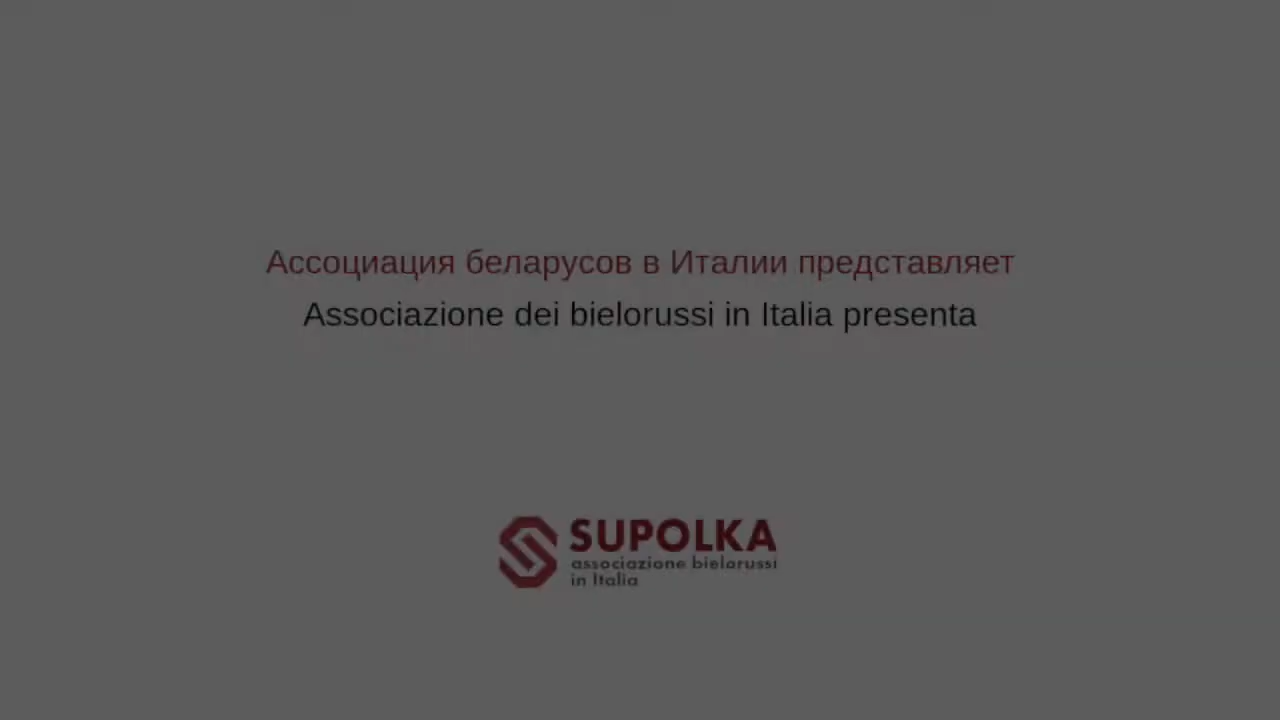 Ассоциация беларусов в Италии представляет
Associazione dei bielorussi in Italia presenta
SUPOLKA
associazione bielorussi
in Italia